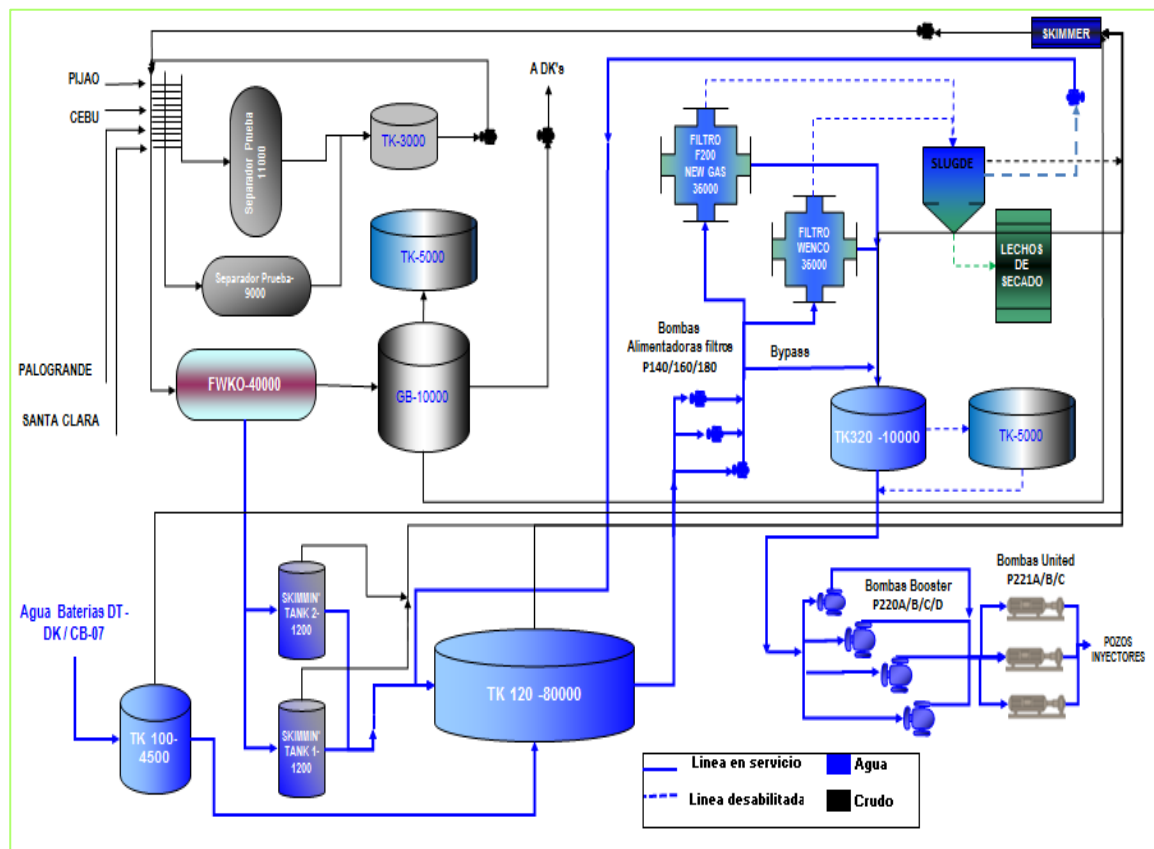 SKIMMER
PIJAO
CEBU
A DK's
Separador Prueba
11000
TK-3000
FILTRO
F200
NEW GAS
36000
SLUGDE
FILTRO
WENCO
36000
LECHOS
DE
SECADO
TK-5000
Separador Prueba-
9000
Bombas
Alimentadoras filtros
P140/160/180
Bypass
PALOGRANDE
FWKO-40000
GB-10000
SANTA CLARA
TK320 -10000
TK-5000
SKIMMIN'
TANK 2-
1200
Bombas Booster
P220A/B/C/D
Bombas United
P221A/B/C
Agua Baterias DT -
DK / CB-07
POZOS
INYECTORES
TK 120 -80000
SKIMMIN'
TANK 1-
1200
TK 100-
4500
Linea en servicio
Agua
Linea desabilitada
Crudo